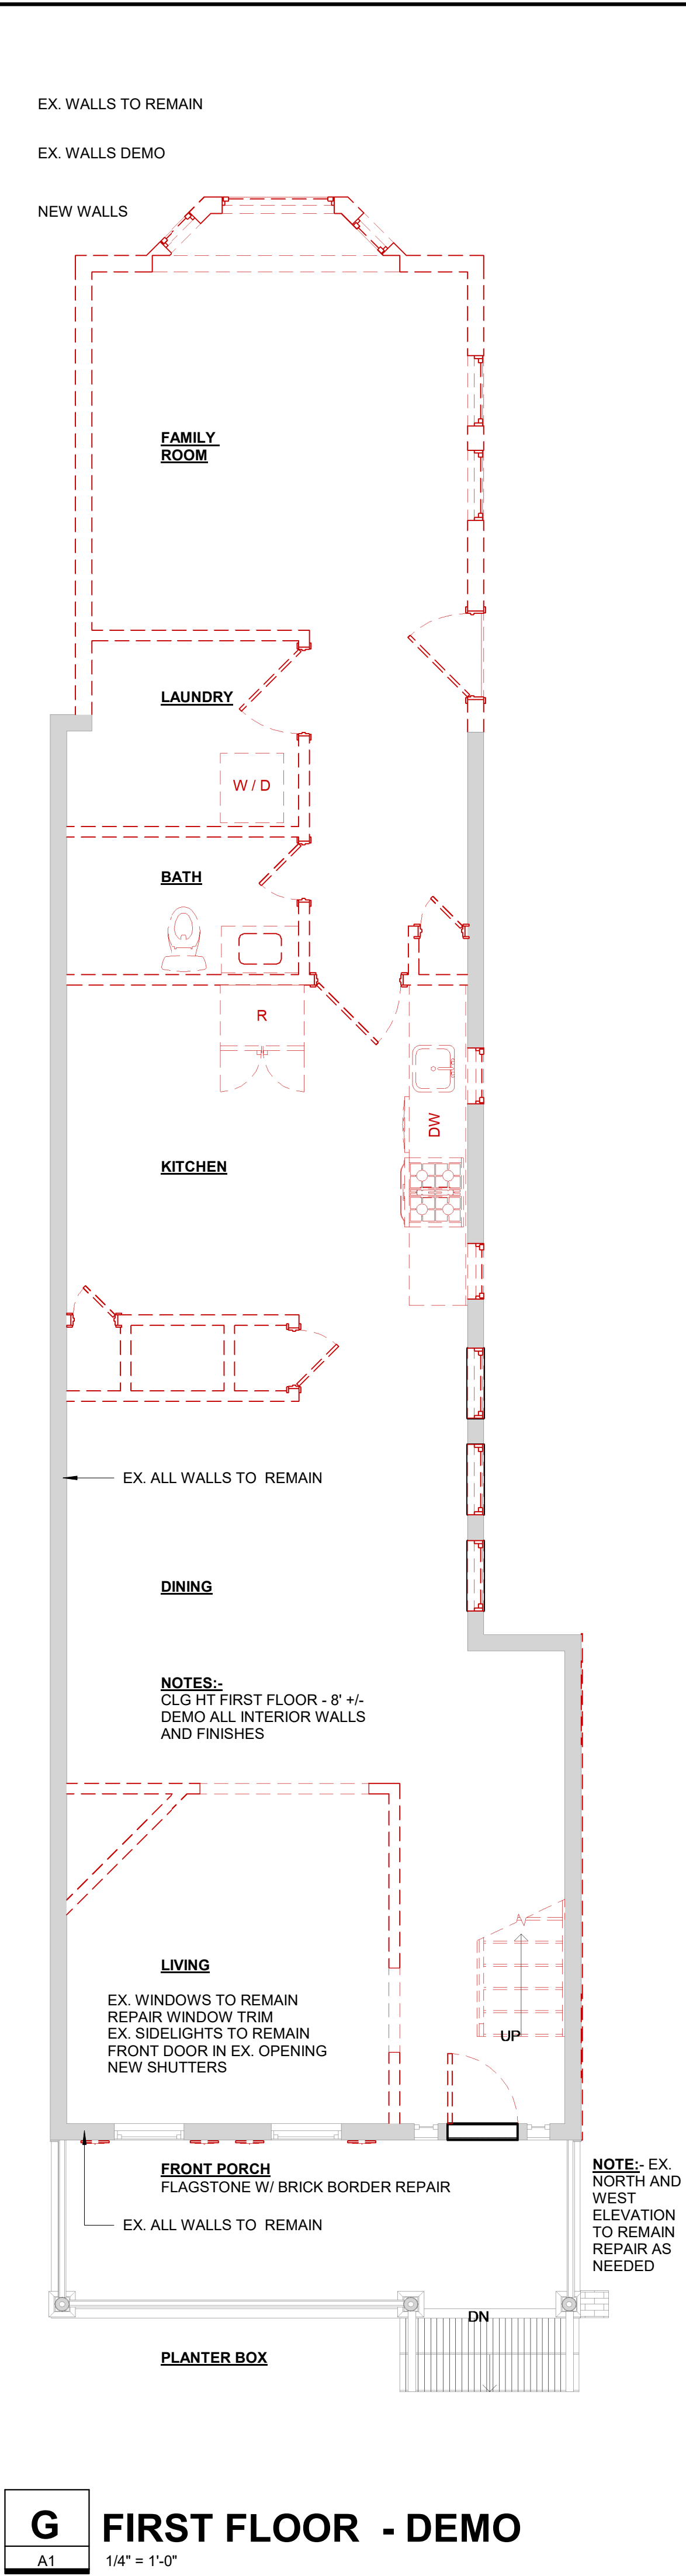 EX. WALLS TO REMAIN
EX. WALLS DEMO
NEW WALLS
FAMILY
ROOM
LAUNDRY
W / D
BATH
R
DW
KITCHEN
EX. ALL WALLS TO REMAIN
DINING
NOTES:-
CLG HT FIRST FLOOR - 8' +/-
DEMO ALL INTERIOR WALLS
AND FINISHES
LIVING
EX. WINDOWS TO REMAIN
REPAIR WINDOW TRIM
EX. SIDELIGHTS TO REMAIN
FRONT DOOR IN EX. OPENING
NEW SHUTTERS
UP
FRONT PORCH
FLAGSTONE W/ BRICK BORDER REPAIR
EX. ALL WALLS TO REMAIN
NOTE:- EX.
NORTH AND
WEST
ELEVATION
TO REMAIN
REPAIR AS
NEEDED
DN
PLANTER BOX
G
A1
FIRST FLOOR - DEMO
1/4" = 1'-0"